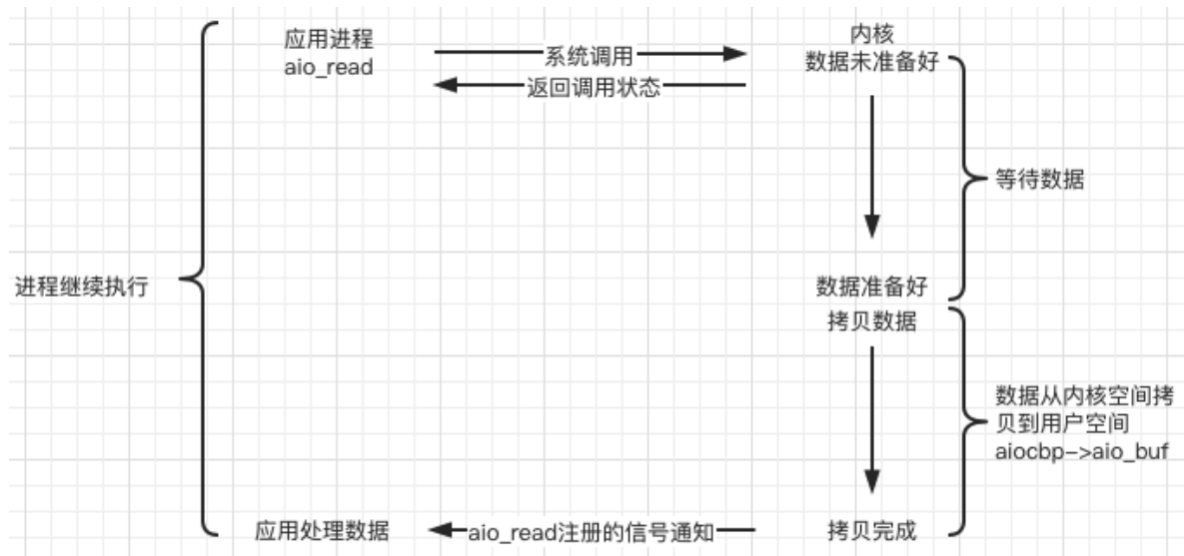 应用进程
aio_read
系统调用
返回调用状态
内核
数据未准备好
等待数据
进程继续执行
数据准备好
拷贝数据
数据从内核空间拷
贝到用户空间
aiocbp->aio_buf
应用处理数据
aio_read注册的信号通知
拷贝完成